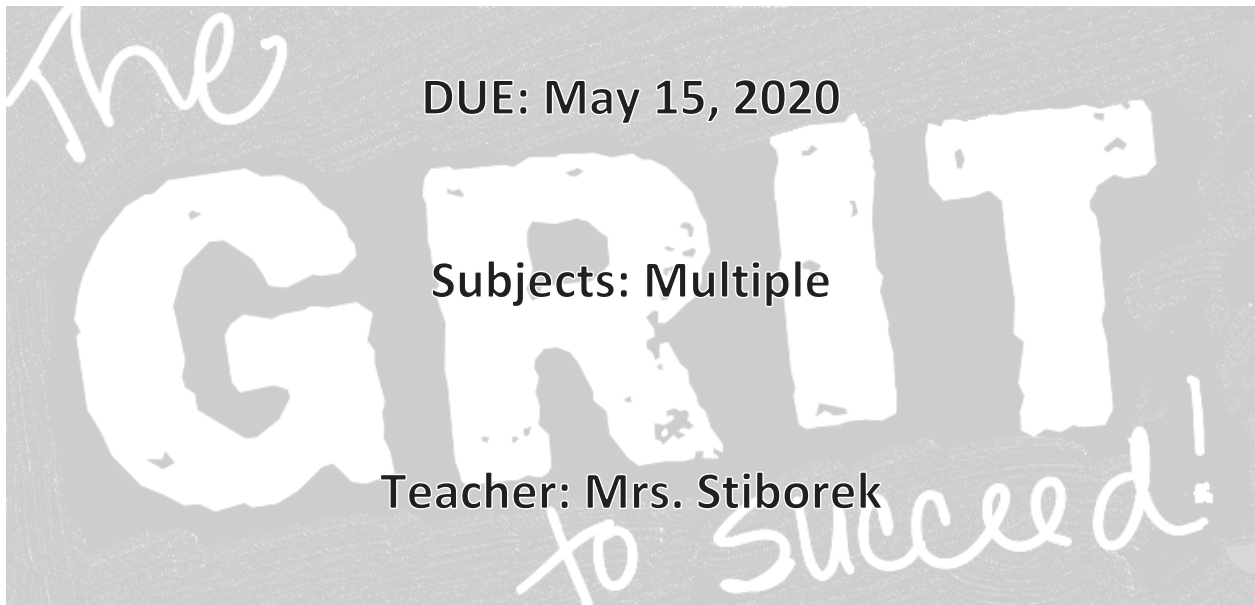 The
DUE: May 15, 2020
GRIT
Subjects: Multiple
Teacher: Mrs. Stiborek
to succeed!